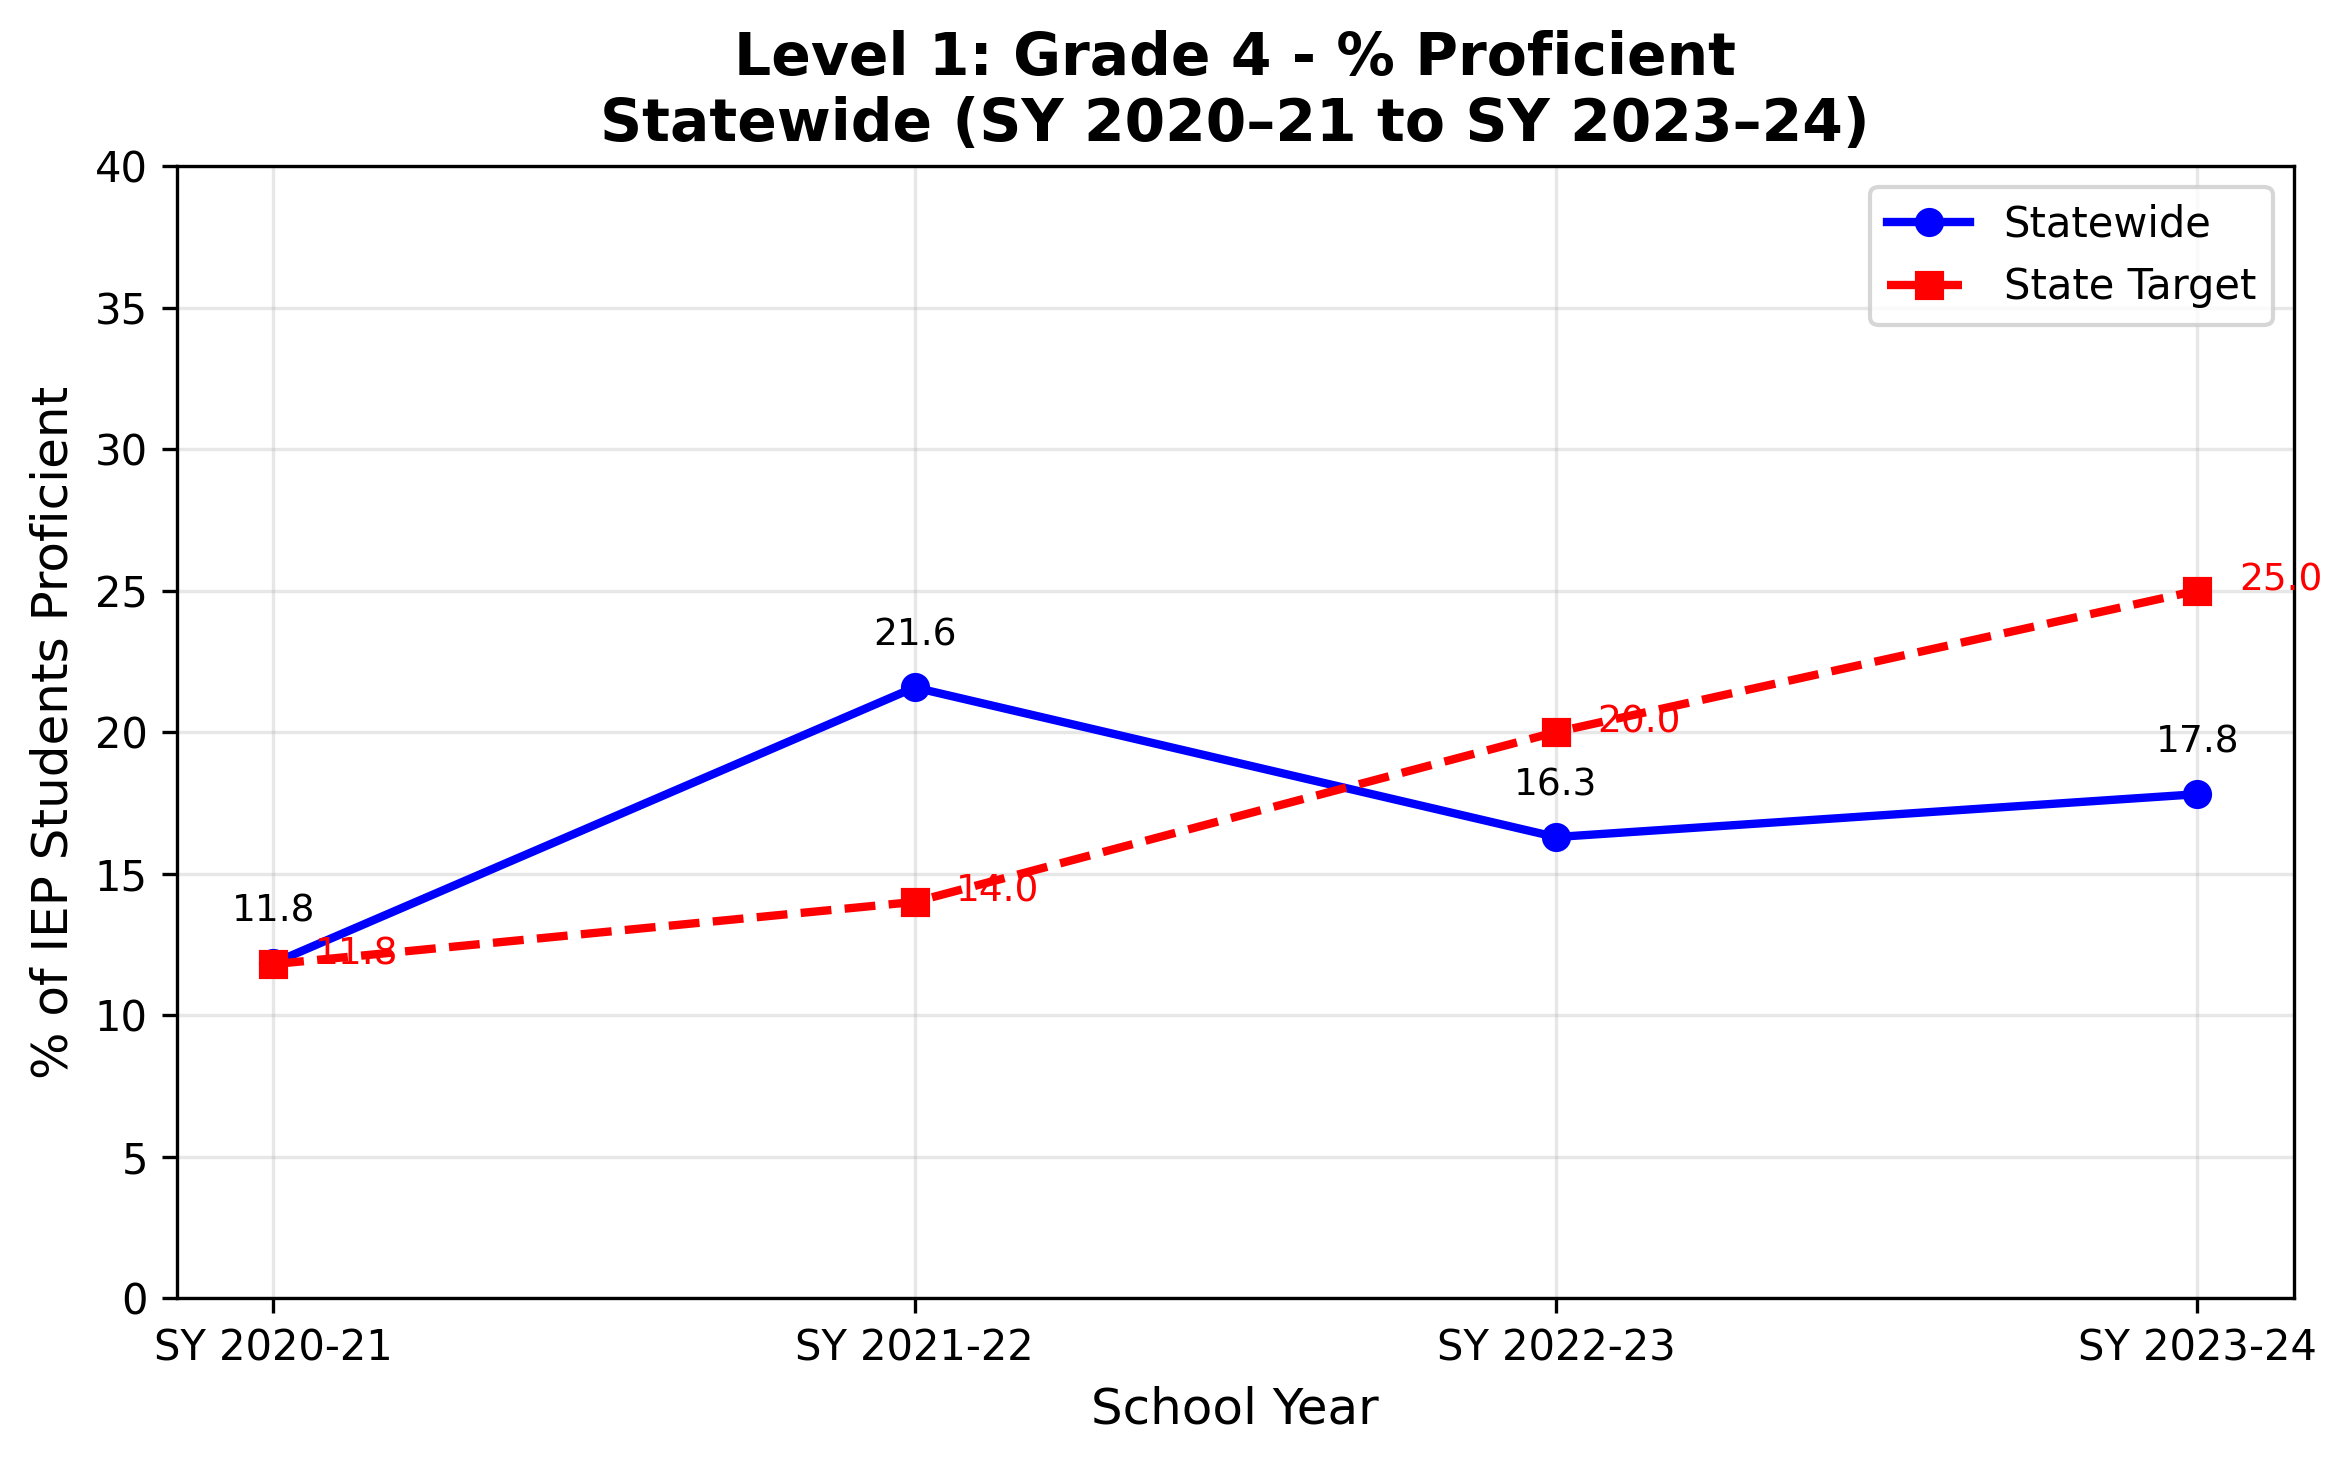 Level 1: Grade 4 - % Proficient
Statewide (SY 2020–21 to SY 2023–24)
40
35
30
25
20
15
10
5
0
% of IEP Students Proficient
Statewide
State Target
11.8
21.6
16.3
17.8
11.8
14.0
20.0
25.0
SY 2020-21
SY 2021-22
SY 2022-23
SY 2023-24
School Year